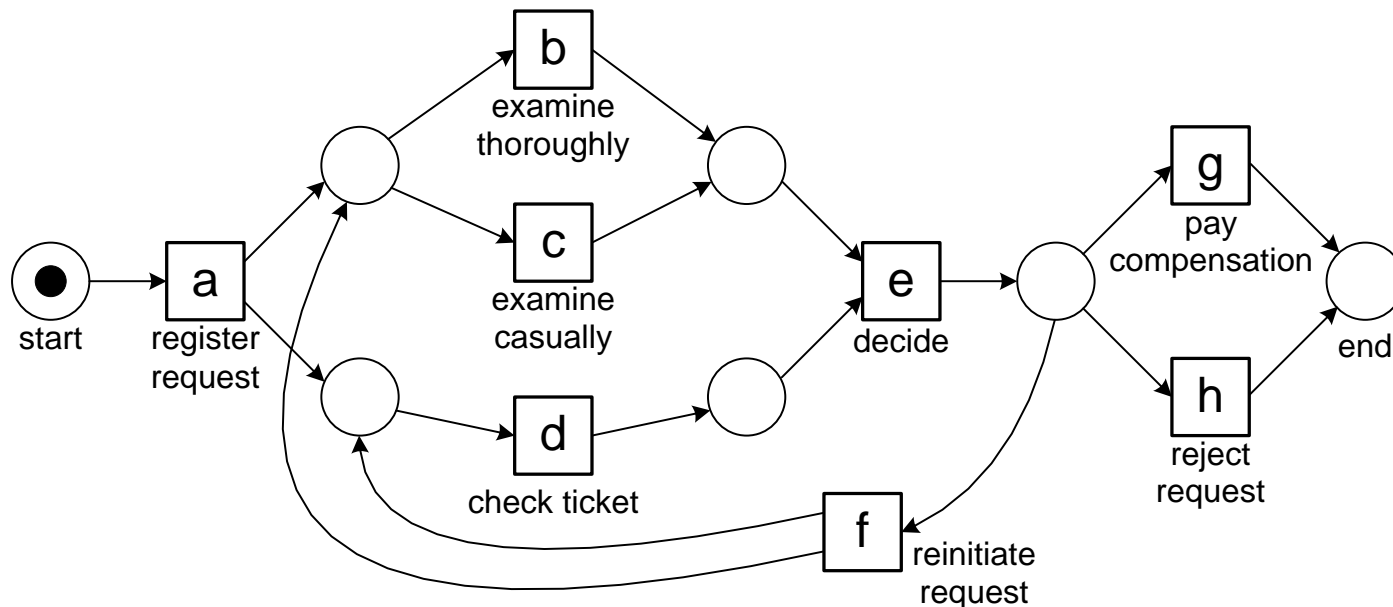 b
examine
thoroughly
c
examine
casually
start
a
register
request
d
check ticket
e
decide
f
reinitiate
request
g
pay
compensation
h
reject
request
end